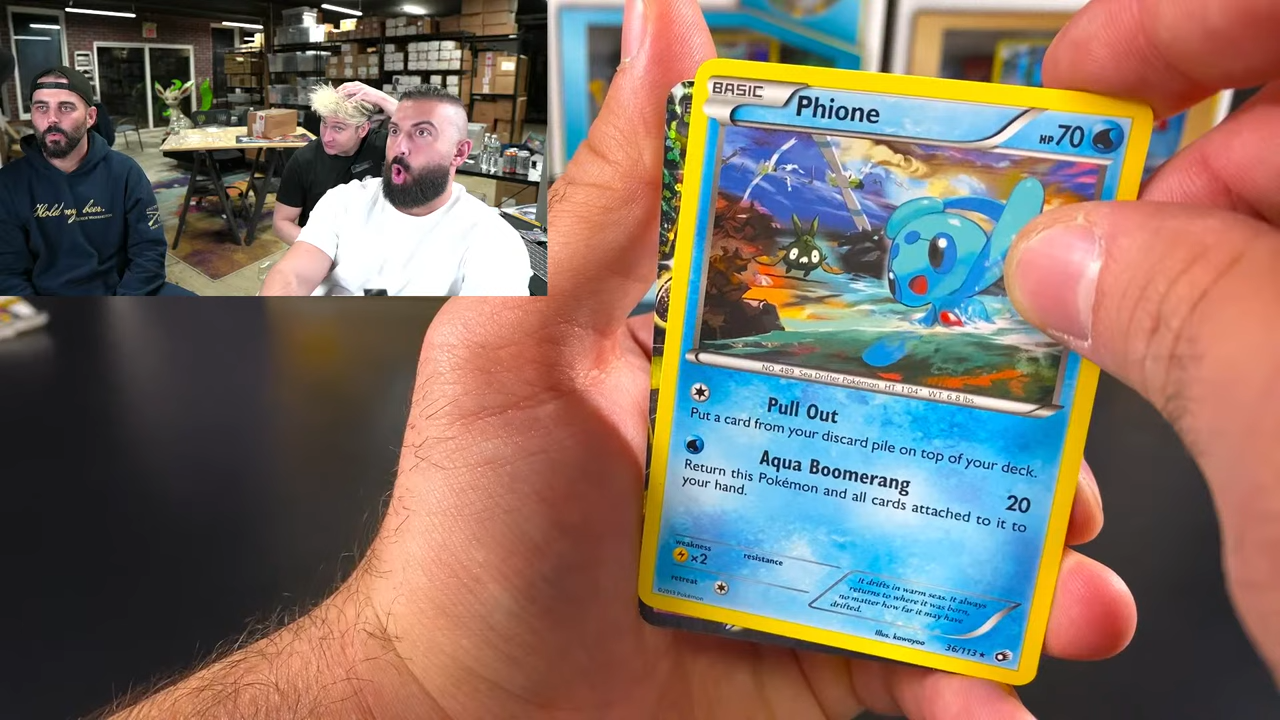 Hold my beer.
BASIC
Phione
HP 70
NO. 489 Sea Drifter Pokémon HT: 1'04" WT: 6.8 lbs.
Pull Out
Put a card from your discard pile on top of your deck.
Aqua Boomerang
20
Return this Pokémon and all cards attached to it to
your hand.
weakness
×2
resistance
retreat
It drifts in warm seas. It always
returns to where it was born,
no matter how far it may have
drifted.
©2013 Pokémon
Illus. kawayoo
36/113★